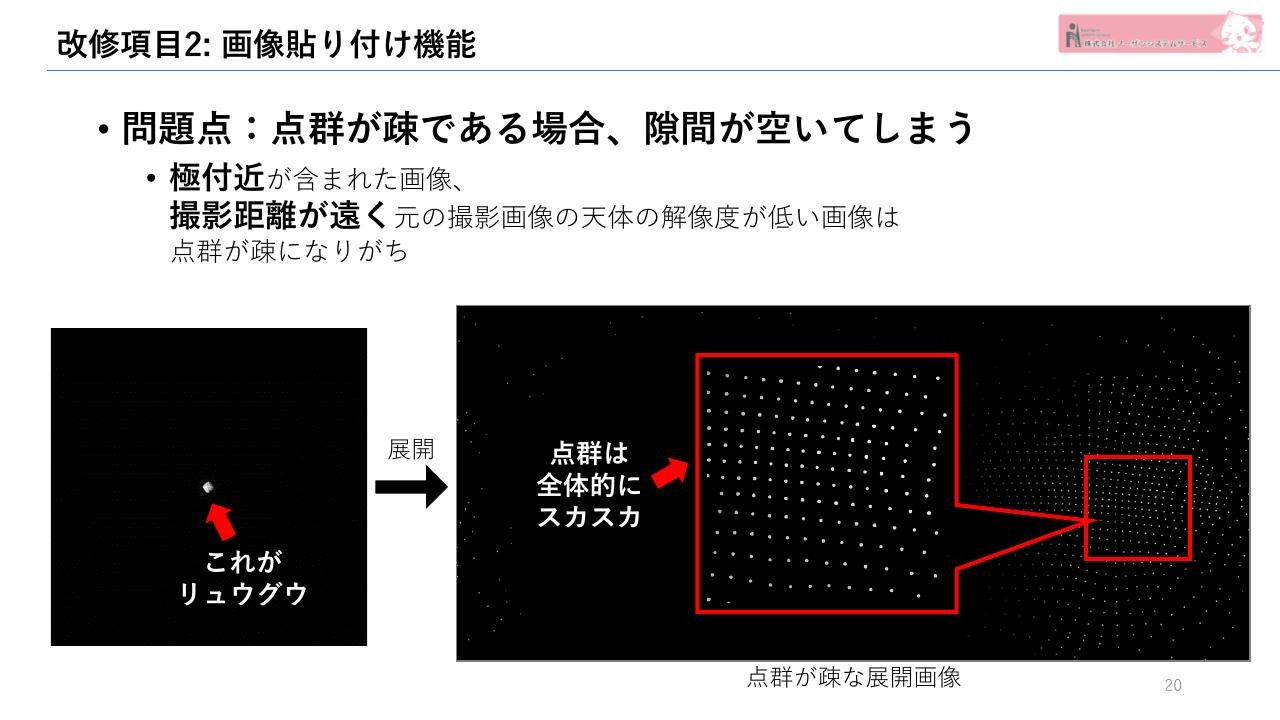 改修項目2: 画像貼り付け機能
株式会社 ノーザンシステムサービス
• 問題点：点群が疎である場合、隙間が空いてしまう
• 極付近が含まれた画像、
撮影距離が遠く元の撮影画像の天体の解像度が低い画像は
点群が疎になりがち
これが
リュウグウ
展開
点群は
全体的に
スカスカ
点群が疎な展開画像
20